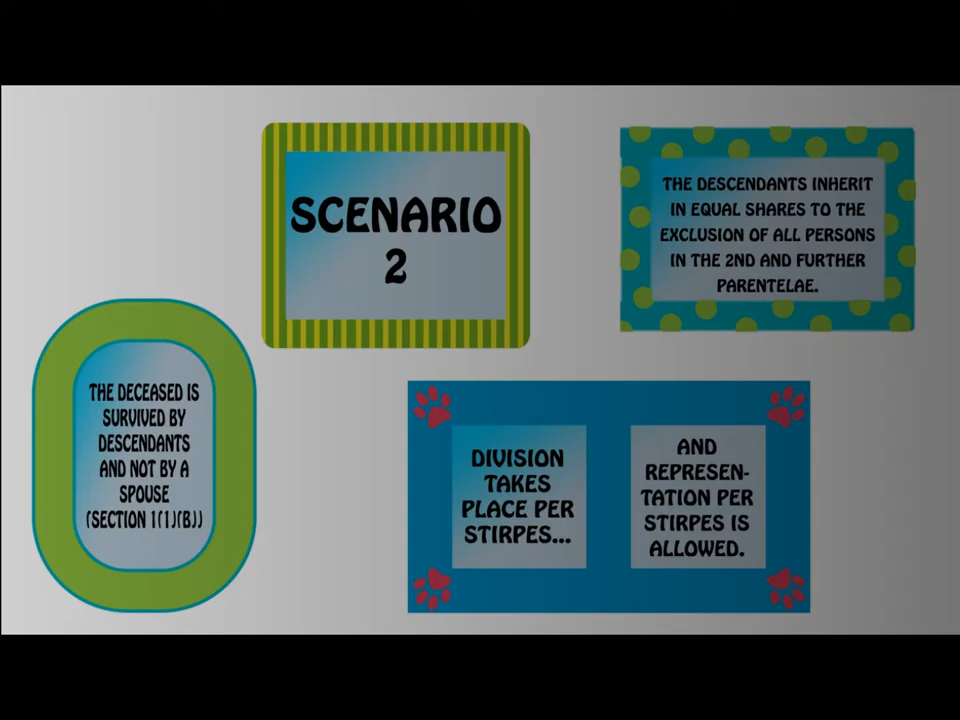 SCENARIO
2
THE DECEASED IS
SURVIVED BY
DESCENDANTS
AND NOT BY A
SPOUSE
(SECTION 1(1)(B))
THE DESCENDANTS INHERIT
IN EQUAL SHARES TO THE
EXCLUSION OF ALL PERSONS
IN THE 2ND AND FURTHER
PARENTELAE.
DIVISION
TAKES
PLACE PER
STIRPES...
AND
REPRESEN-
TATION PER
STIRPES IS
ALLOWED.